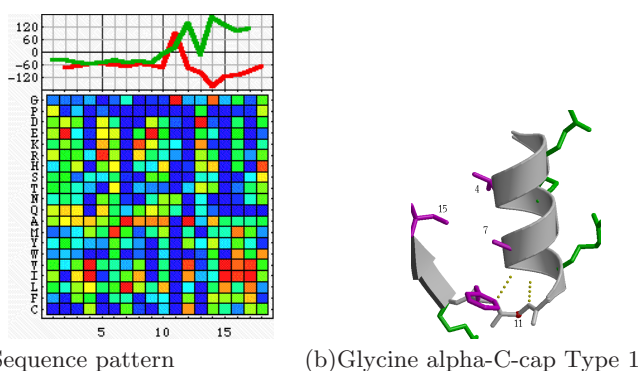 120
60
0
-60
-120
G
P
D
E
K
R
H
S
T
N
Q
A
M
Y
W
V
I
L
F
C
5 10 15
4
15
7
11
Sequence pattern
(b)Glycine alpha-C-cap Type 1